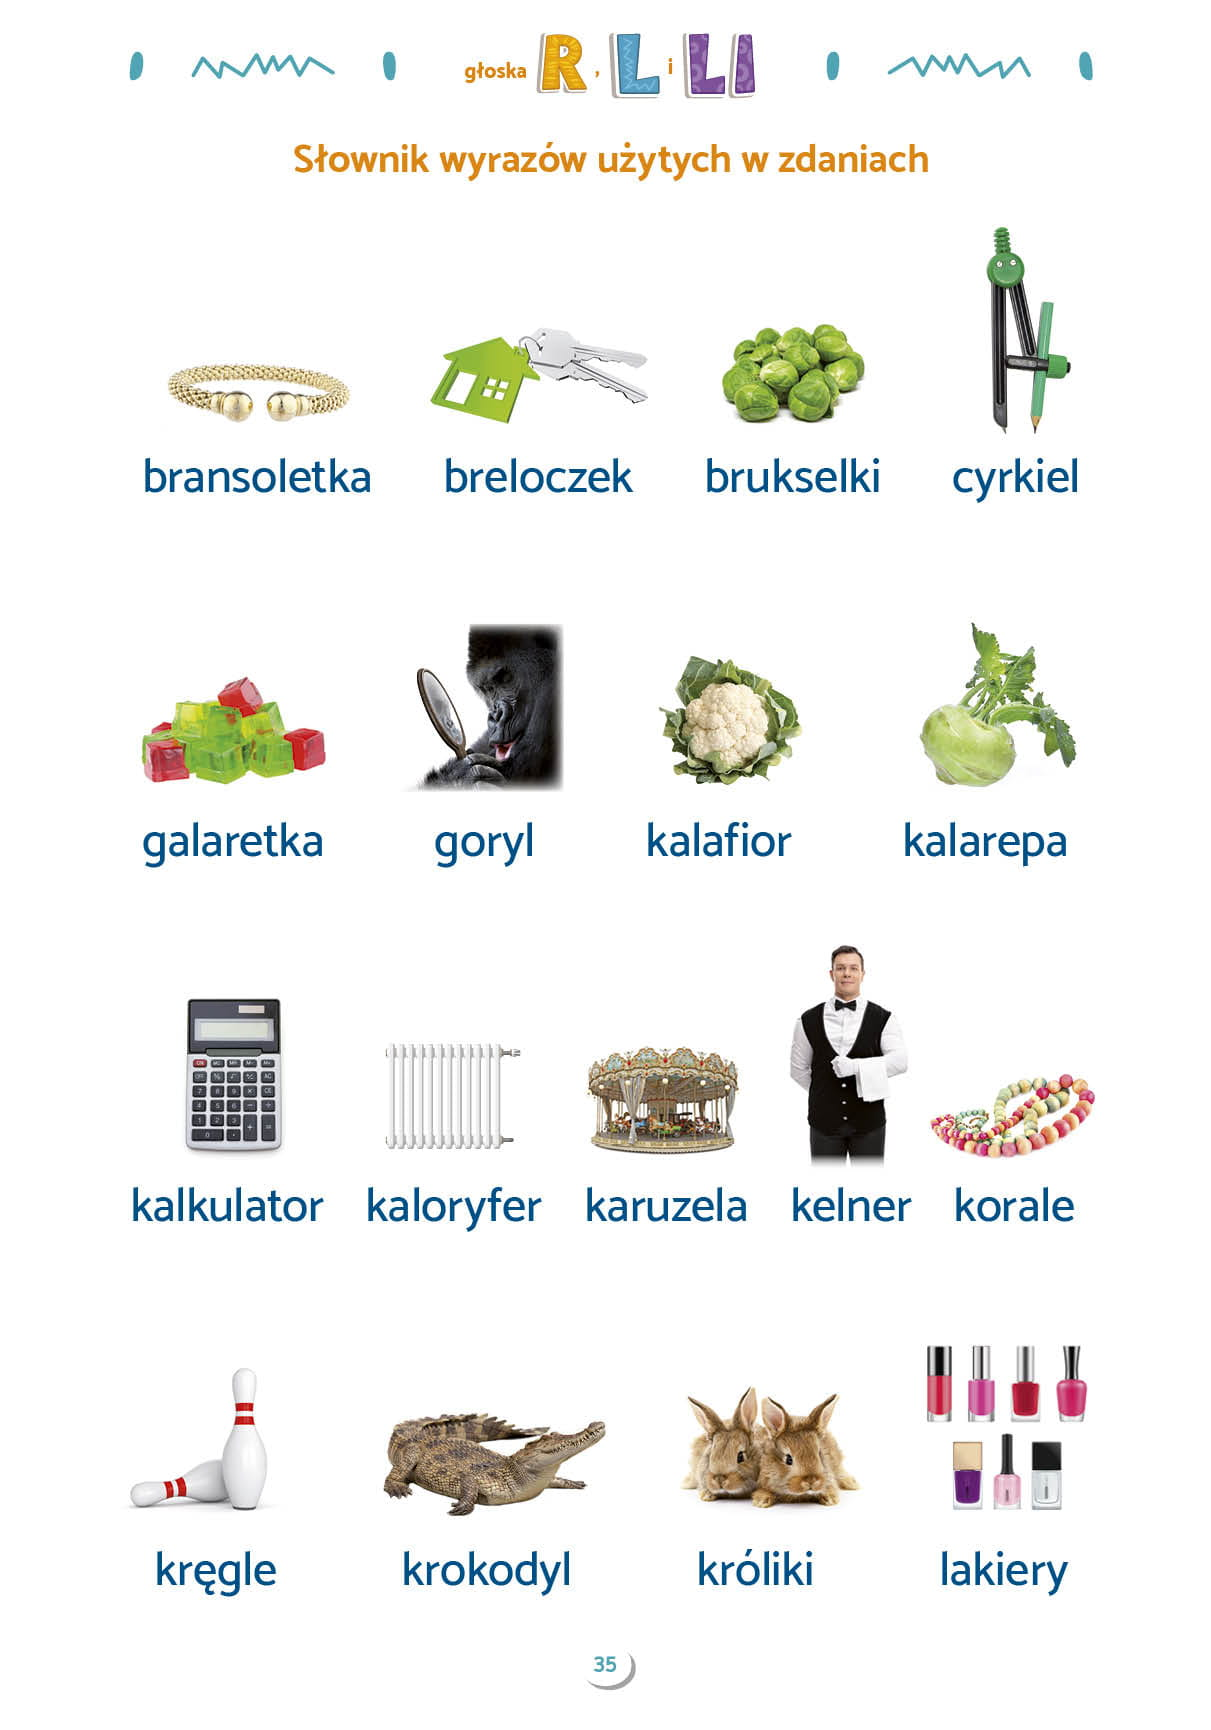 głoska R, L i LI
Słownik wyrazów użytych w zdaniach
bransoletka breloczek brukselki cyrkiel
galaretka goryl kalafior kalarepa
kalkulator kaloryfer karuzela kelner korale
kręgle krokodyl króliki lakiery
35